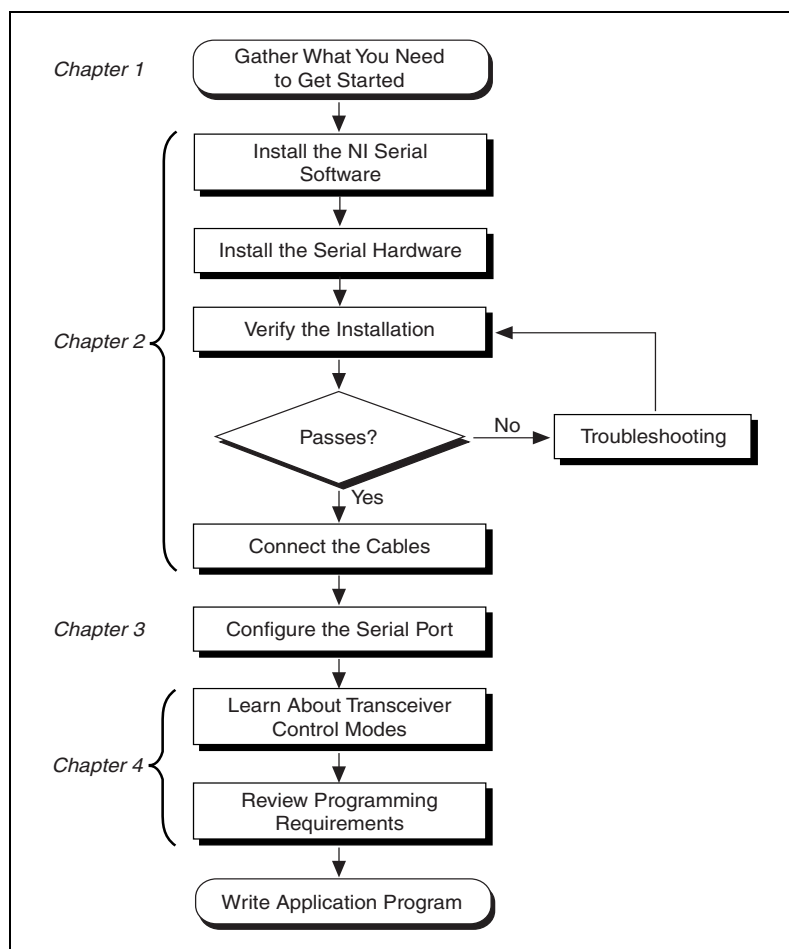 Chapter 1
Gather What You Need
to Get Started
Install the NI Serial
Software
Install the Serial Hardware
Chapter 2
Verify the Installation
Passes?
No
Troubleshooting
Yes
Connect the Cables
Chapter 3
Configure the Serial Port
Learn About Transceiver
Control Modes
Chapter 4
Review Programming
Requirements
Write Application Program